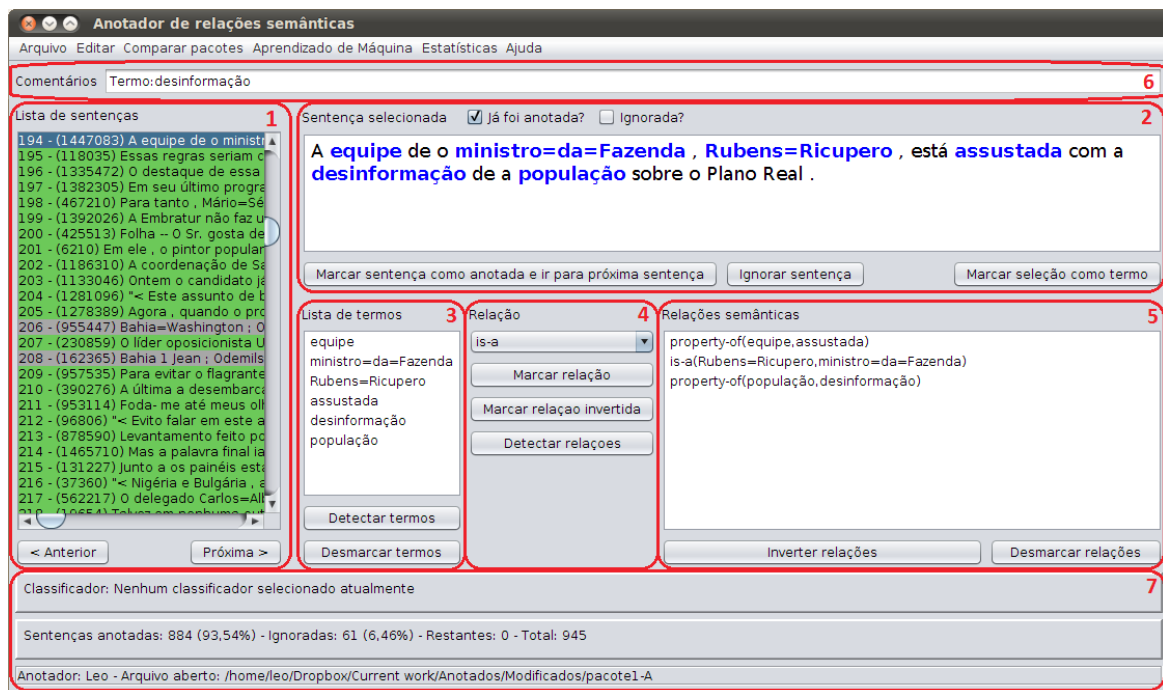 Anotador de relações semânticas
Arquivo Editar Comparar pacotes Aprendizado de Máquina Estatísticas Ajuda
Comentários Termo:desinformação 6
Lista de sentenças 1
194 - (1447083) A equipe de o ministr
195 - (118035) Essas regras seriam c
196 - (1335472) O destaque de essa
197 - (1382305) Em seu último progra
198 - (467210) Para tanto , Mário=Sé
199 - (1392026) A Embratur não faz u
200 - (425513) Folha -- O Sr. gosta de
201 - (6210) Em ele , o pintor popular
202 - (1186310) A coordenação de Sa
203 - (1133046) Ontem o candidato já
204 - (1281096) "< Este assunto de b
205 - (1278389) Agora , quando o pro
206 - (955447) Bahia=Washington ; O
207 - (230859) O líder oposicionista U
208 - (162365) Bahia 1 Jean ; Odemils
209 - (957535) Para evitar o flagrante
210 - (390276) A última a desembarca
211 - (953114) Foda- me até meus olh
212 - (96806) "< Evito falar em este a
213 - (878590) Levantamento feito po
214 - (1465710) Mas a palavra final ia
215 - (131227) Junto a os painéis esta
216 - (37360) "< Nigéria e Bulgária , a
217 - (562217) O delegado Carlos=Alb
< Anterior Próxima >
Sentença selecionada Já foi anotada? Ignorada? 2
A equipe de o ministro=da=Fazenda , Rubens=Ricupero , está assustada com a
desinformação de a população sobre o Plano Real .
Marcar sentença como anotada e ir para próxima sentença Ignorar sentença Marcar seleção como termo
Lista de termos 3
equipe
ministro=da=Fazenda
Rubens=Ricupero
assustada
desinformação
população
Detectar termos
Desmarcar termos
Relação 4
is-a
Marcar relação
Marcar relaçao invertida
Detectar relaçoes
Relações semânticas 5
property-of(equipe,assustada)
is-a(Rubens=Ricupero,ministro=da=Fazenda)
property-of(população,desinformação)
Inverter relações Desmarcar relações
Classificador: Nenhum classificador selecionado atualmente 7
Sentenças anotadas: 884 (93,54%) - Ignoradas: 61 (6,46%) - Restantes: 0 - Total: 945
Anotador: Leo - Arquivo aberto: /home/leo/Dropbox/Current work/Anotados/Modificados/pacote1-A